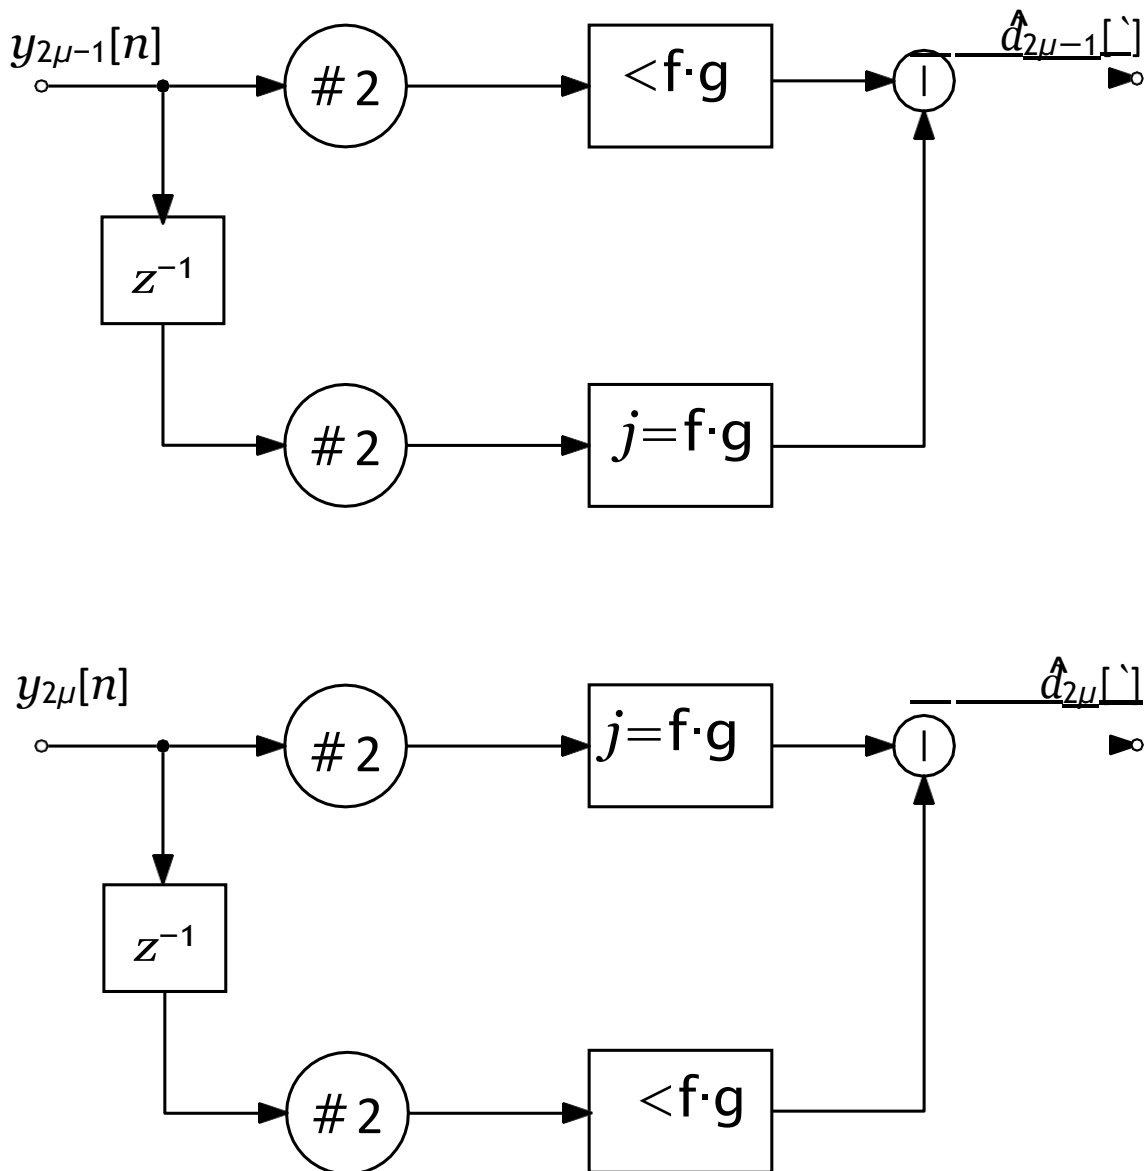 y₂μ₋₁[n]
#2
<f·g
d̂₂μ₋₁[`]
z⁻¹
#2
j=f·g
y₂μ[n]
#2
j=f·g
d̂₂μ[`]
z⁻¹
#2
<f·g